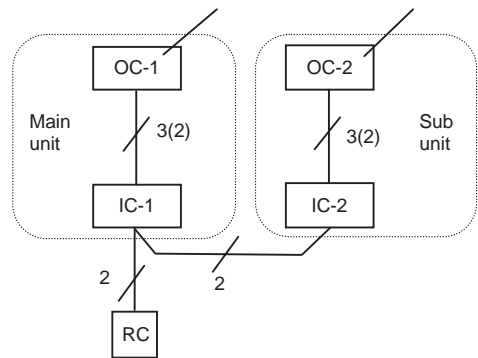 OC-1
OC-2
Main
unit
3(2)
3(2)
Sub
unit
IC-1
IC-2
2
2
RC